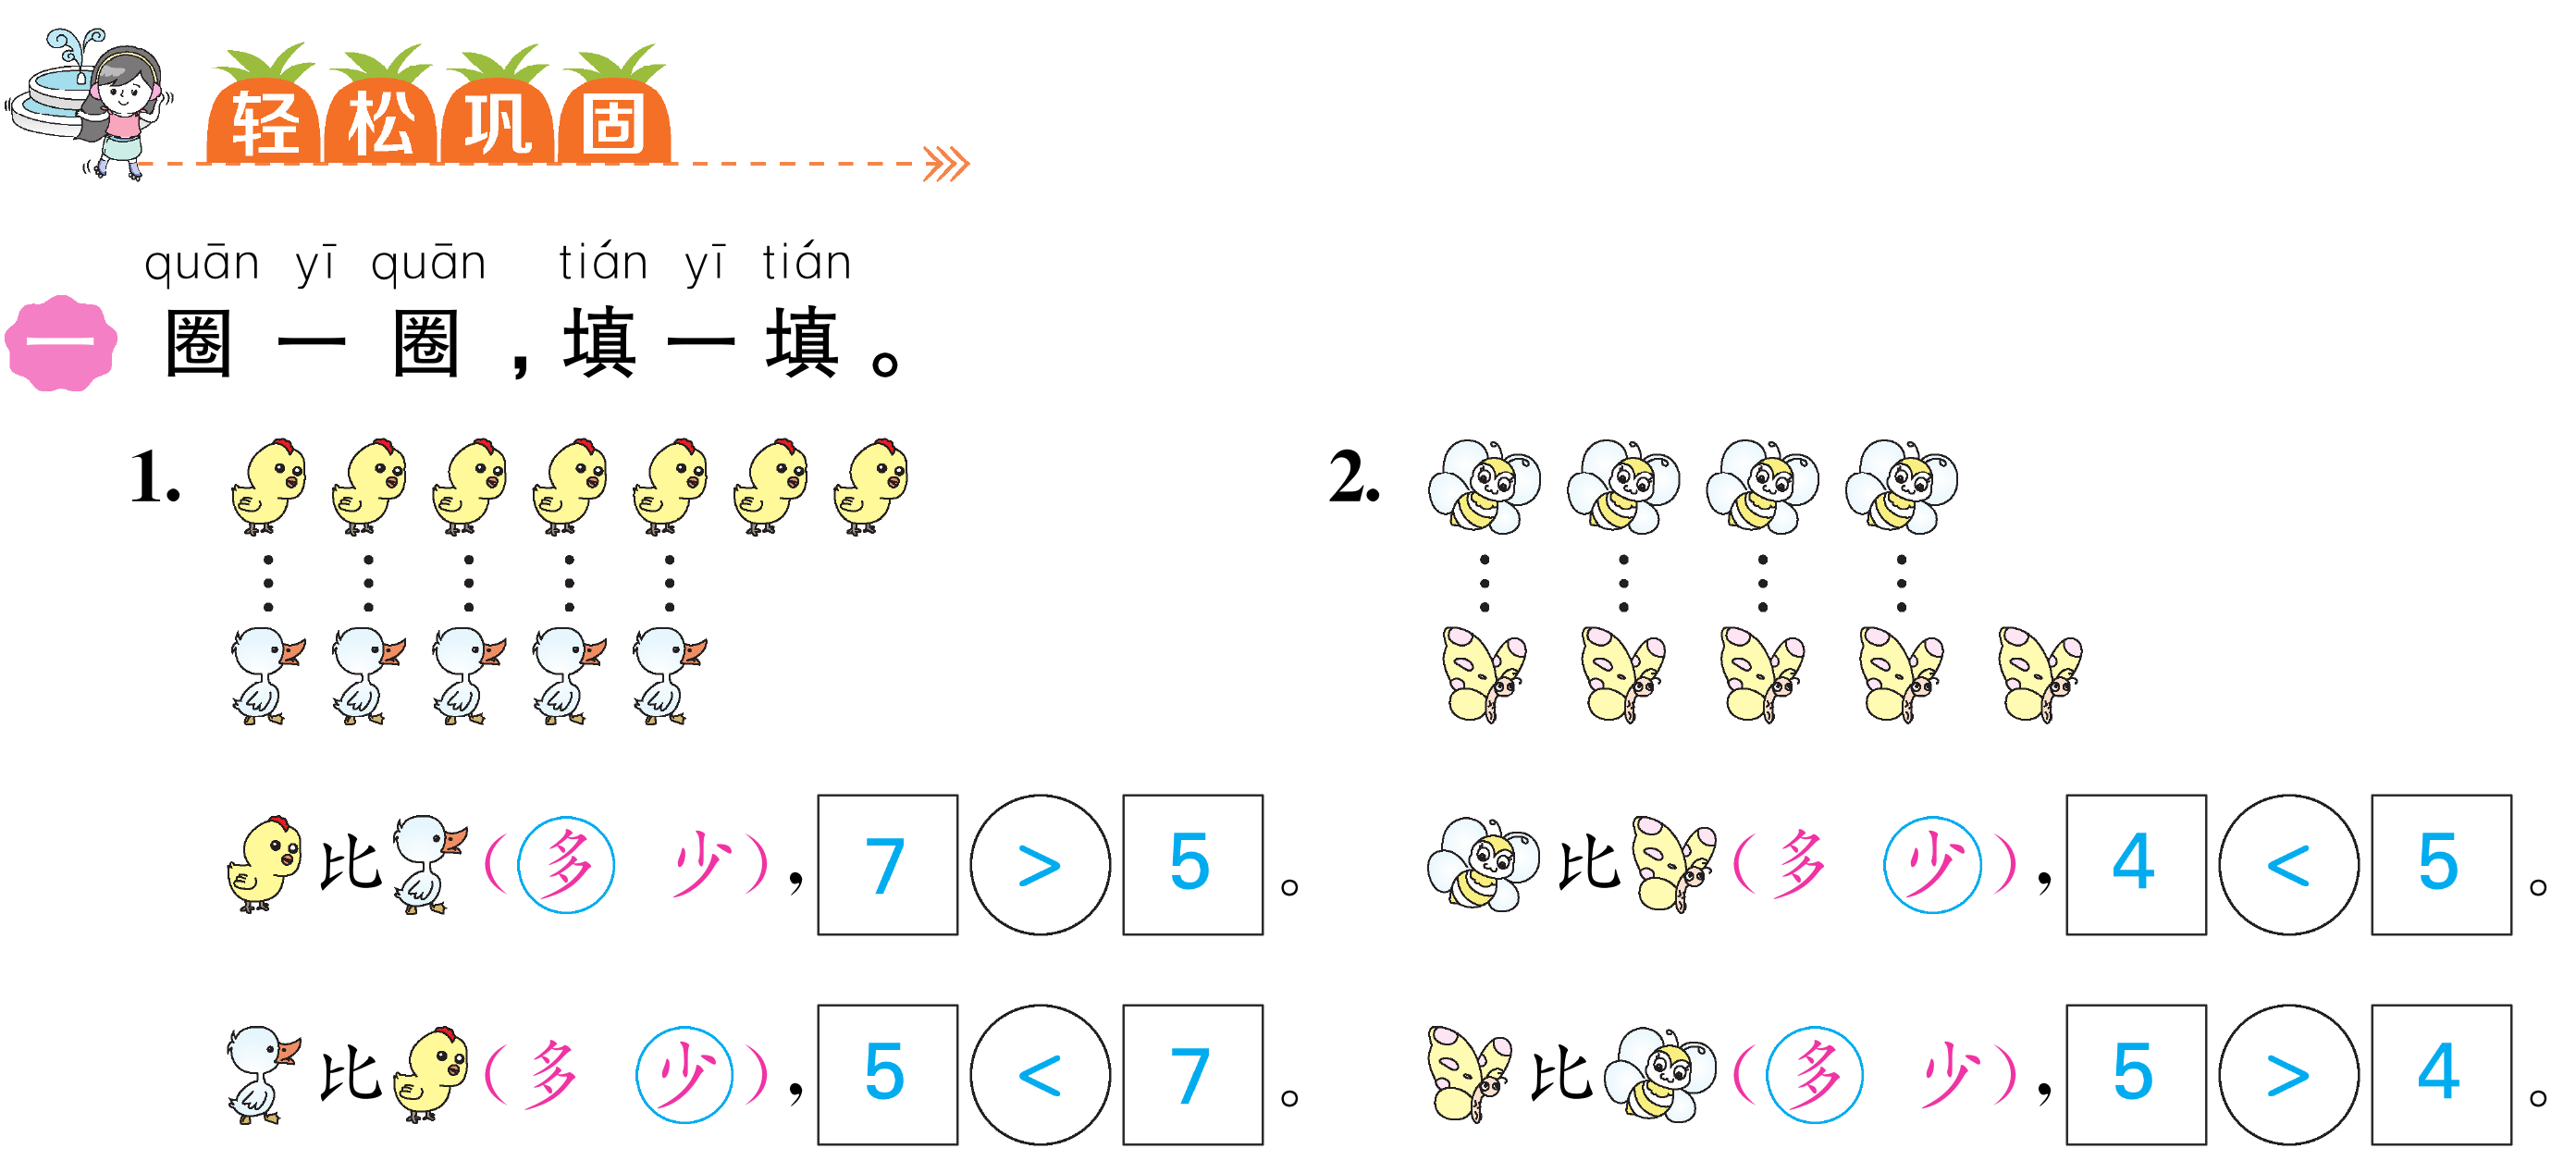 轻松巩固
quān yī quān tián yī tián
一 圈一圈，填一填。
1.
2.
比（多 少），7 > 5。
比（多 少），4 < 5。
比（多 少），5 < 7。
比（多 少），5 > 4。